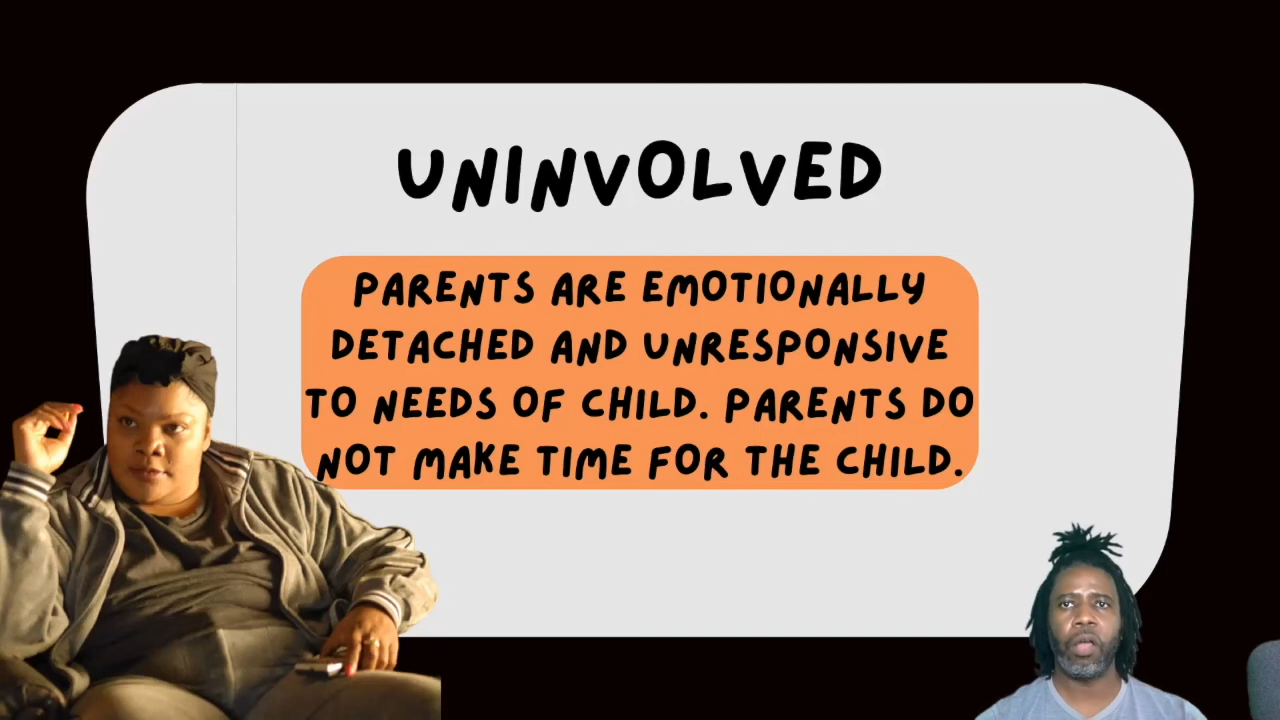 UNINVOLVED
PARENTS ARE EMOTIONALLY
DETACHED AND UNRESPONSIVE
TO NEEDS OF CHILD. PARENTS DO
NOT MAKE TIME FOR THE CHILD.